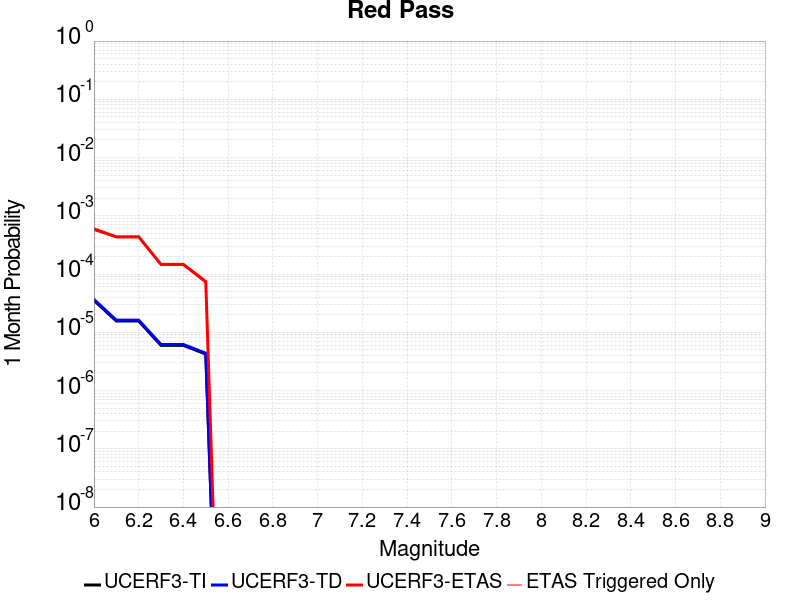 Red Pass
1 Month Probability
10^0
10^-1
10^-2
10^-3
10^-4
10^-5
10^-6
10^-7
10^-8
6 6.2 6.4 6.6 6.8 7 7.2 7.4 7.6 7.8 8 8.2 8.4 8.6 8.8 9
Magnitude
UCERF3-TI UCERF3-TD UCERF3-ETAS ETAS Triggered Only